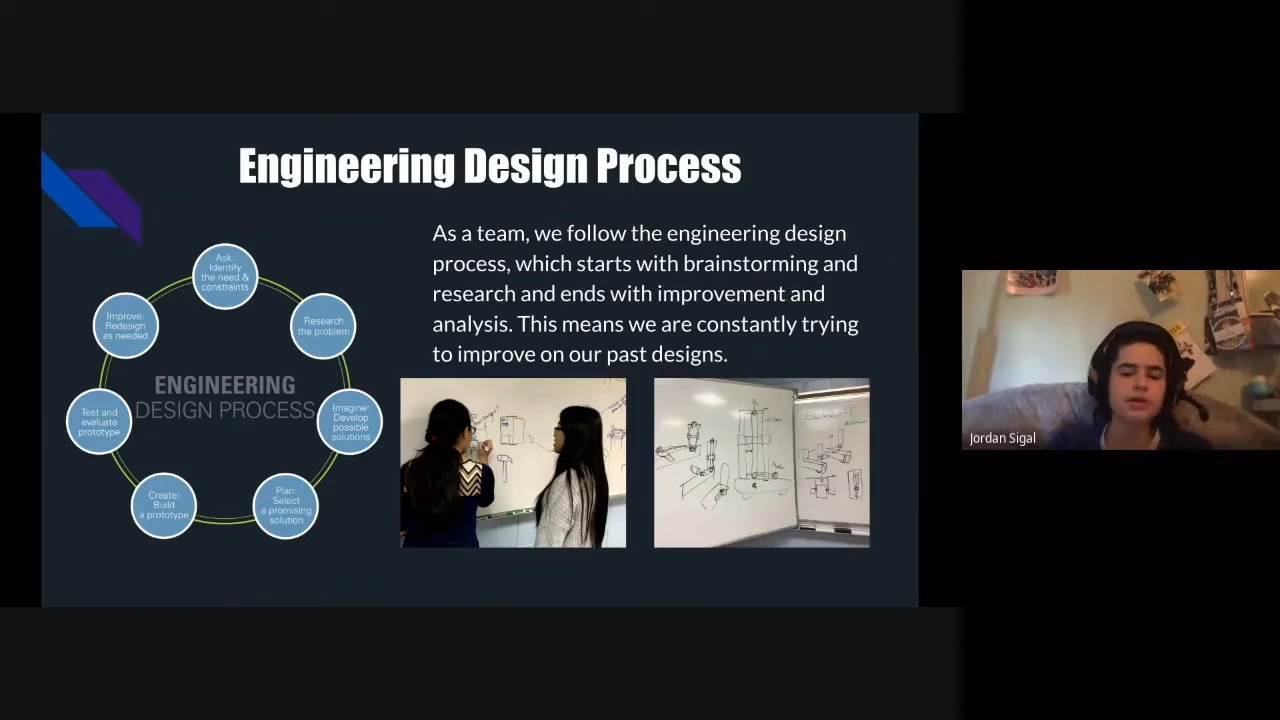 Engineering Design Process
As a team, we follow the engineering design
process, which starts with brainstorming and
research and ends with improvement and
analysis. This means we are constantly trying
to improve on our past designs.
Ask:
Identify
the need &
constraints
Research
the problem
Imagine:
Develop
possible
solutions
Plan:
Select
a promising
solution
Create:
Build
a prototype
Test and
evaluate
prototype
Improve:
Redesign
as needed
ENGINEERING
DESIGN PROCESS
Jordan Sigal